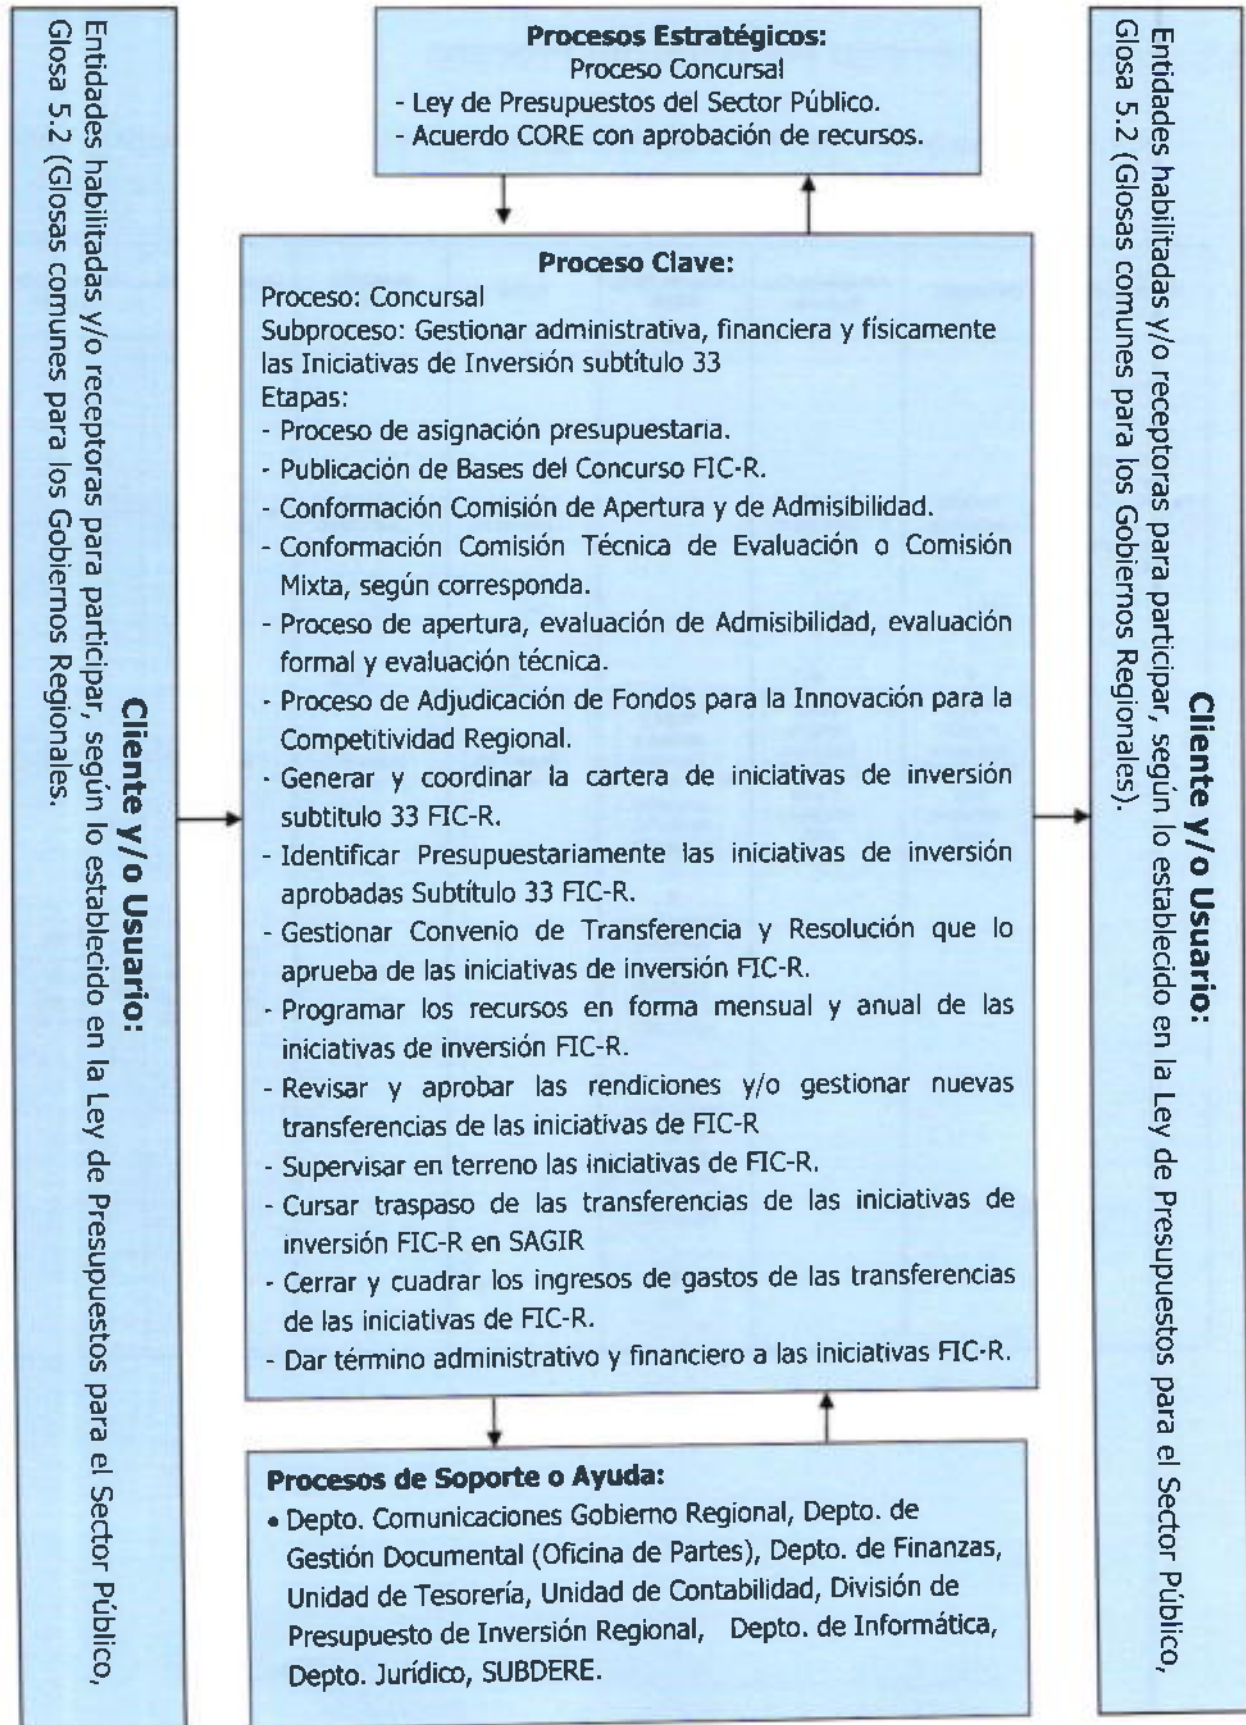 Cliente y/o Usuario:
Entidades habilitadas y/o receptoras para participar, según lo establecido en la Ley de Presupuestos para el Sector Público,
Glosa 5.2 (Glosas comunes para los Gobiernos Regionales.
Procesos Estratégicos:
Proceso Concursal
- Ley de Presupuestos del Sector Público.
- Acuerdo CORE con aprobación de recursos.
Proceso Clave:
Proceso: Concursal
Subproceso: Gestionar administrativa, financiera y físicamente
las Iniciativas de Inversión subtítulo 33
Etapas:
- Proceso de asignación presupuestaria.
- Publicación de Bases del Concurso FIC-R.
- Conformación Comisión de Apertura y de Admisibilidad.
- Conformación Comisión Técnica de Evaluación o Comisión
Mixta, según corresponda.
- Proceso de apertura, evaluación de Admisibilidad, evaluación
formal y evaluación técnica.
- Proceso de Adjudicación de Fondos para la Innovación para la
Competitividad Regional.
- Generar y coordinar la cartera de iniciativas de inversión
subtitulo 33 FIC-R.
- Identificar Presupuestariamente las iniciativas de inversión
aprobadas Subtítulo 33 FIC-R.
- Gestionar Convenio de Transferencia y Resolución que lo
aprueba de las iniciativas de inversión FIC-R.
- Programar los recursos en forma mensual y anual de las
iniciativas de inversión FIC-R.
- Revisar y aprobar las rendiciones y/o gestionar nuevas
transferencias de las iniciativas de FIC-R
- Supervisar en terreno las iniciativas de FIC-R.
- Cursar traspaso de las transferencias de las iniciativas de
inversión FIC-R en SAGIR
- Cerrar y cuadrar los ingresos de gastos de las transferencias
de las iniciativas de FIC-R.
- Dar término administrativo y financiero a las iniciativas FIC-R.
Procesos de Soporte o Ayuda:
• Depto. Comunicaciones Gobierno Regional, Depto. de
Gestión Documental (Oficina de Partes), Depto. de Finanzas,
Unidad de Tesorería, Unidad de Contabilidad, División de
Presupuesto de Inversión Regional, Depto. de Informática,
Depto. Jurídico, SUBDERE.
Cliente y/o Usuario:
Entidades habilitadas y/o receptoras para participar, según lo establecido en la Ley de Presupuestos para el Sector Público,
Glosa 5.2 (Glosas comunes para los Gobiernos Regionales).